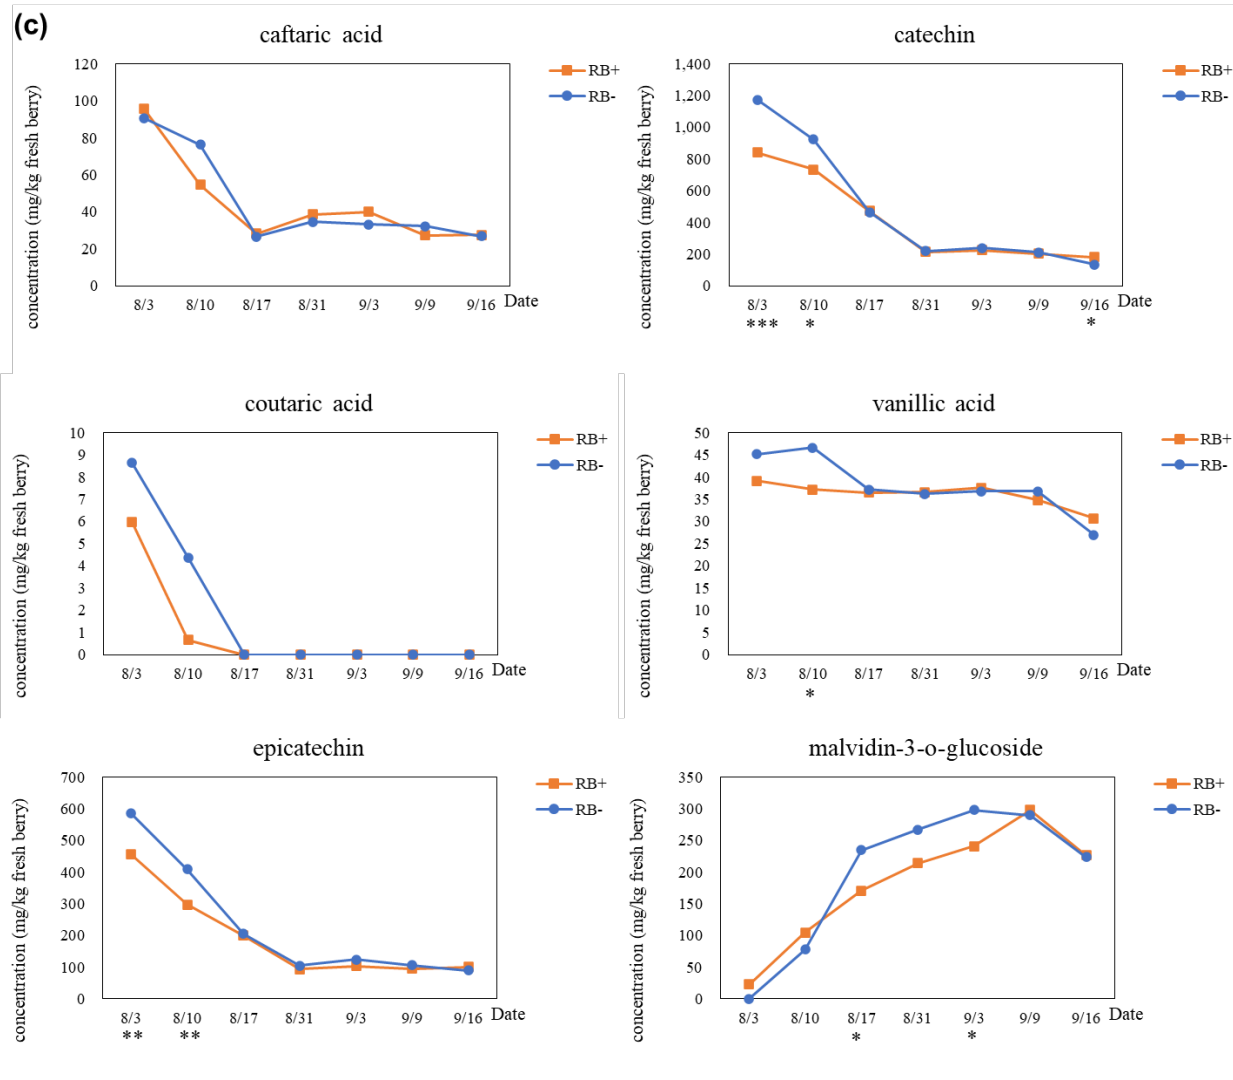 (c)
caftaric acid
concentration (mg/kg fresh berry)
120
100
80
60
40
20
0
8/3 8/10 8/17 8/31 9/3 9/9 9/16 Date
RB+
RB-
catechin
concentration (mg/kg fresh berry)
1,400
1,200
1,000
800
600
400
200
0
8/3 8/10 8/17 8/31 9/3 9/9 9/16 Date
*** * *
RB+
RB-
coutaric acid
concentration (mg/kg fresh berry)
10
9
8
7
6
5
4
3
2
1
0
8/3 8/10 8/17 8/31 9/3 9/9 9/16 Date
RB+
RB-
vanillic acid
concentration (mg/kg fresh berry)
50
45
40
35
30
25
20
15
10
5
0
8/3 8/10 8/17 8/31 9/3 9/9 9/16 Date
*
RB+
RB-
epicatechin
concentration (mg/kg fresh berry)
700
600
500
400
300
200
100
0
8/3 8/10 8/17 8/31 9/3 9/9 9/16 Date
** **
RB+
RB-
malvidin-3-o-glucoside
concentration (mg/kg fresh berry)
350
300
250
200
150
100
50
0
8/3 8/10 8/17 8/31 9/3 9/9 9/16 Date
* *
RB+
RB-